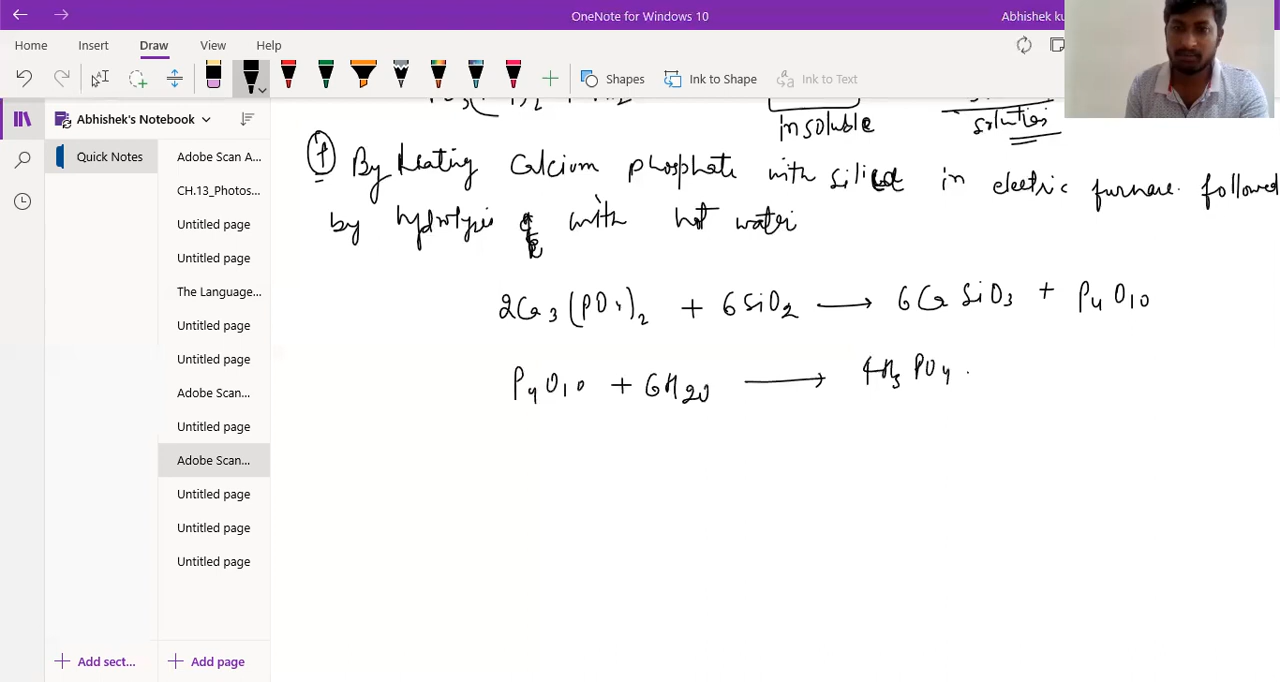 OneNote for Windows 10
Abhishek ku
Home Insert Draw View Help
Shapes Ink to Shape Ink to Text
Abhishek's Notebook
Quick Notes
Adobe Scan A...
CH.13_Photos...
Untitled page
Untitled page
The Language...
Untitled page
Untitled page
Adobe Scan...
Untitled page
Adobe Scan...
Untitled page
Untitled page
Untitled page
Add sect...
Add page
insoluble
By heating Calcium phosphate with in electric furnace. followed
by hydrolysis with hot water
2Ca3(PO4)2 + 6SiO2 → 6CaSiO3 + P4O10
P4O10 + 6H2O → 4H3PO4.